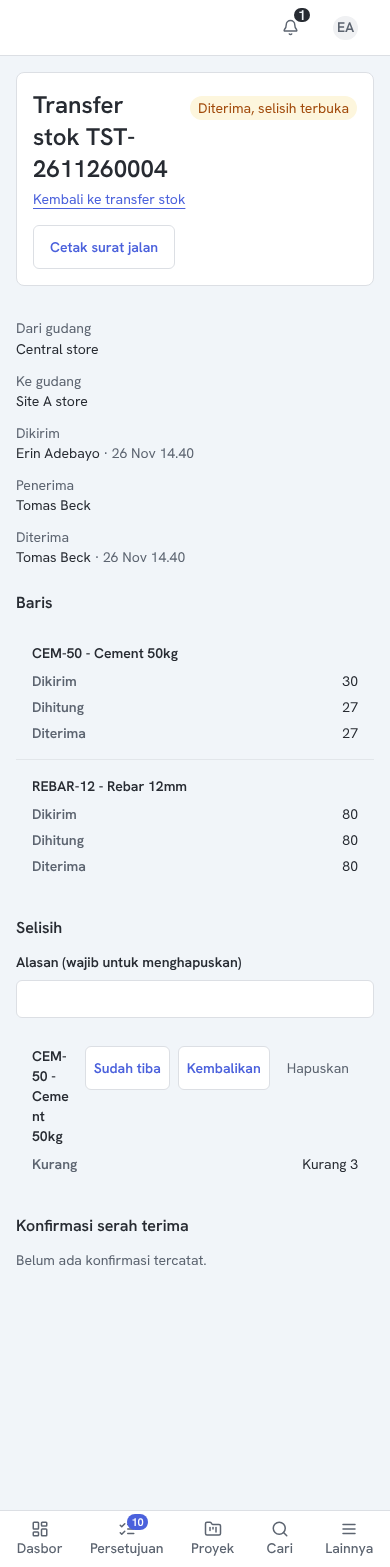 1
EA
Transfer
stok TST-
2611260004
Diterima, selisih terbuka
Kembali ke transfer stok
Cetak surat jalan
Dari gudang
Central store
Ke gudang
Site A store
Dikirim
Erin Adebayo · 26 Nov 14.40
Penerima
Tomas Beck
Diterima
Tomas Beck · 26 Nov 14.40
Baris
CEM-50 - Cement 50kg
Dikirim 30
Dihitung 27
Diterima 27
REBAR-12 - Rebar 12mm
Dikirim 80
Dihitung 80
Diterima 80
Selisih
Alasan (wajib untuk menghapuskan)
CEM-
50 -
Ceme
nt
50kg
Sudah tiba Kembalikan Hapuskan
Kurang Kurang 3
Konfirmasi serah terima
Belum ada konfirmasi tercatat.
10
Dasbor Persetujuan Proyek Cari Lainnya